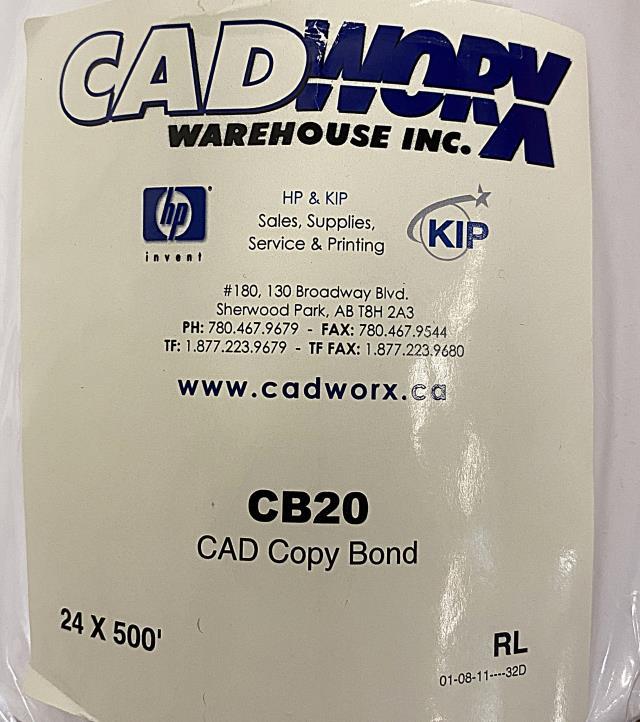 CADWORX
WAREHOUSE INC.
hp
invent
HP & KIP
Sales, Supplies,
Service & Printing
KIP
#180, 130 Broadway Blvd.
Sherwood Park, AB T8H 2A3
PH: 780.467.9679 - FAX: 780.467.9544
TF: 1.877.223.9679 - TF FAX: 1.877.223.9680
www.cadworx.ca
CB20
CAD Copy Bond
24 X 500'
RL
01-08-11----32D